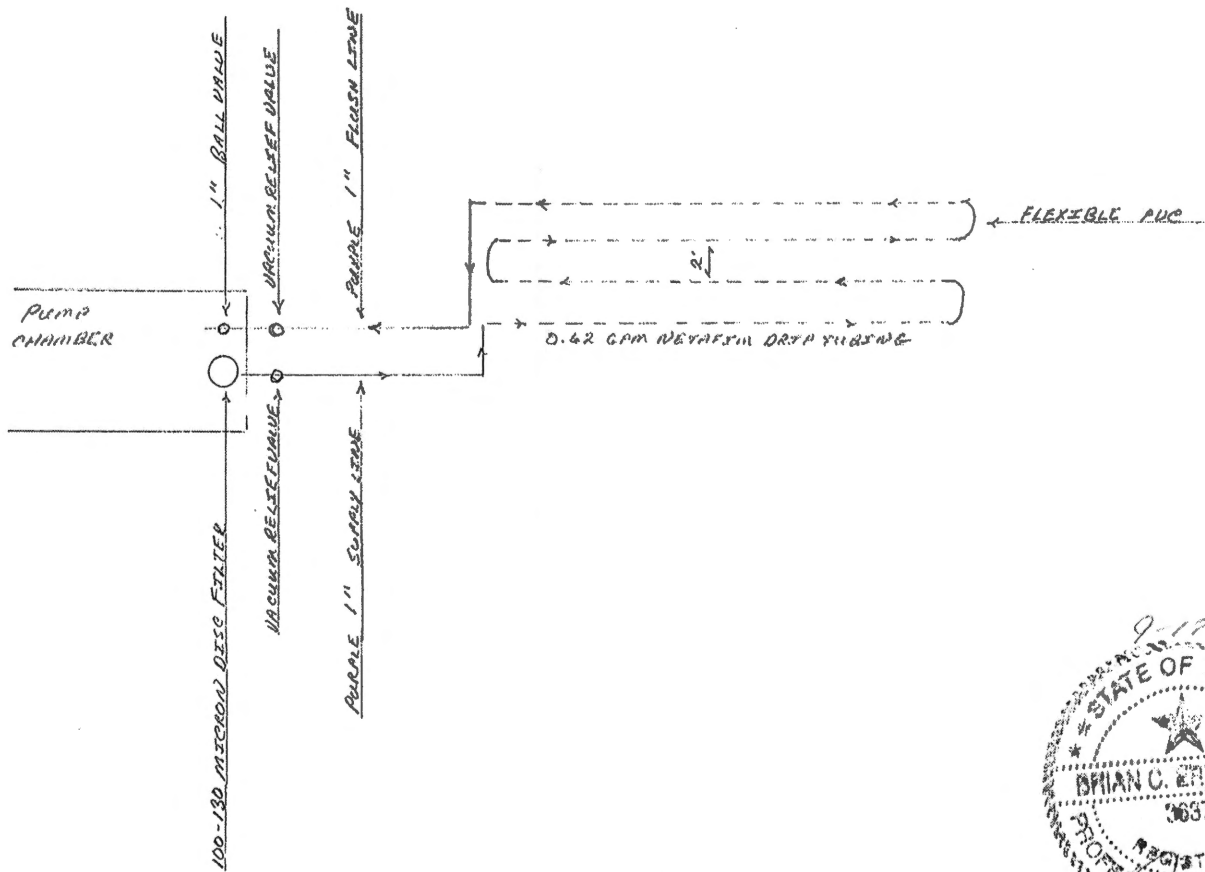 1" BALL VALVE
VACUUM RELIEF VALVE
PURPLE 1" FLUSH LINE
FLEXIBLE PVC
2'
PUMP
CHAMBER
0.62 GPM NETAFIM DRIP TUBING
100-130 MICRON DISC FILTER
VACUUM RELIEF VALVE
PURPLE 1" SUPPLY LINE
STATE OF
BRIAN C.